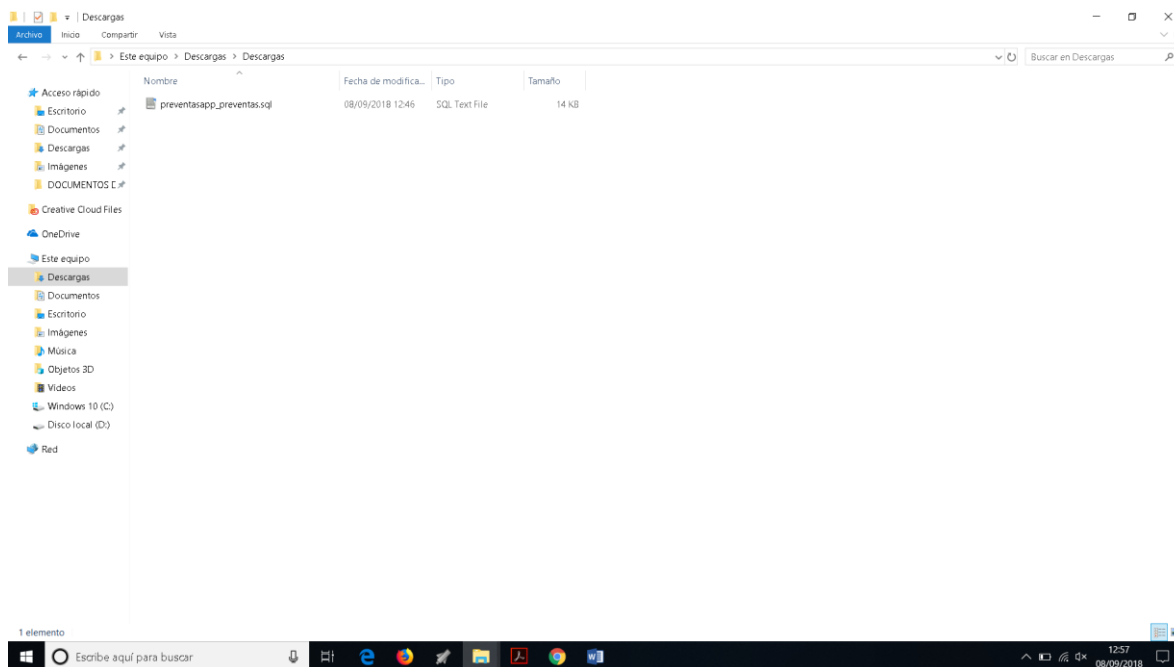 Descargas
Archivo Inicio Compartir Vista
Este equipo > Descargas > Descargas
Buscar en Descargas
Nombre Fecha de modifica... Tipo Tamaño
preventasapp_preventas.sql 08/09/2018 12:46 SQL Text File 14 KB
Acceso rápido
Escritorio
Documentos
Descargas
Imágenes
DOCUMENTOS D
Creative Cloud Files
OneDrive
Este equipo
Descargas
Documentos
Escritorio
Imágenes
Música
Objetos 3D
Vídeos
Windows 10 (C:)
Disco local (D:)
Red
1 elemento
Escribe aquí para buscar
12:57
08/09/2018